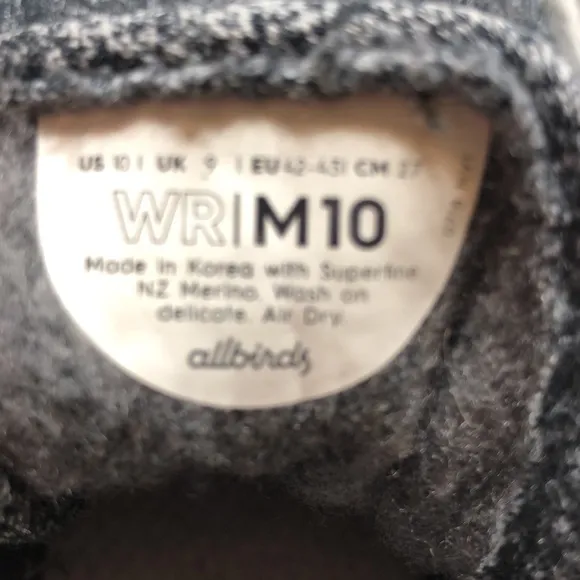 US 10 | UK 9 | EU 42-43 | CM 27
WR | M10
Made in Korea with Superfine
NZ Merino. Wash on
delicate. Air Dry.
allbirds